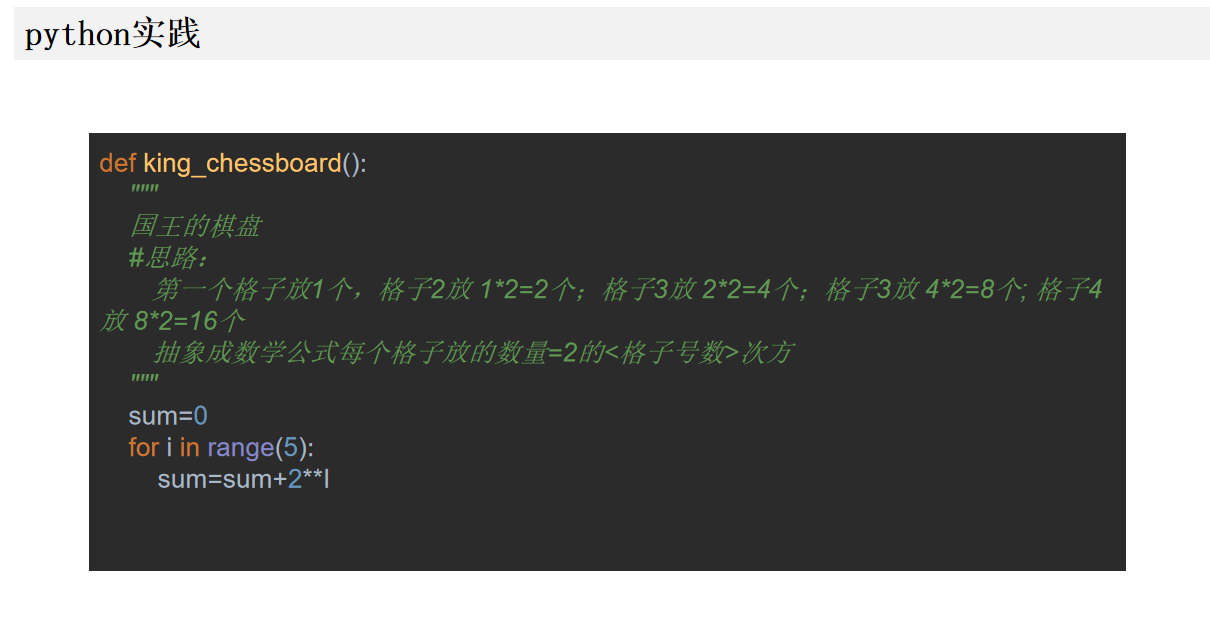 python实践
def king_chessboard():
"""
国王的棋盘
#思路：
第一个格子放1个，格子2放 1*2=2个；格子3放 2*2=4个；格子3放 4*2=8个; 格子4
放 8*2=16个
抽象成数学公式每个格子放的数量=2的<格子号数>次方
"""
sum=0
for i in range(5):
sum=sum+2**I